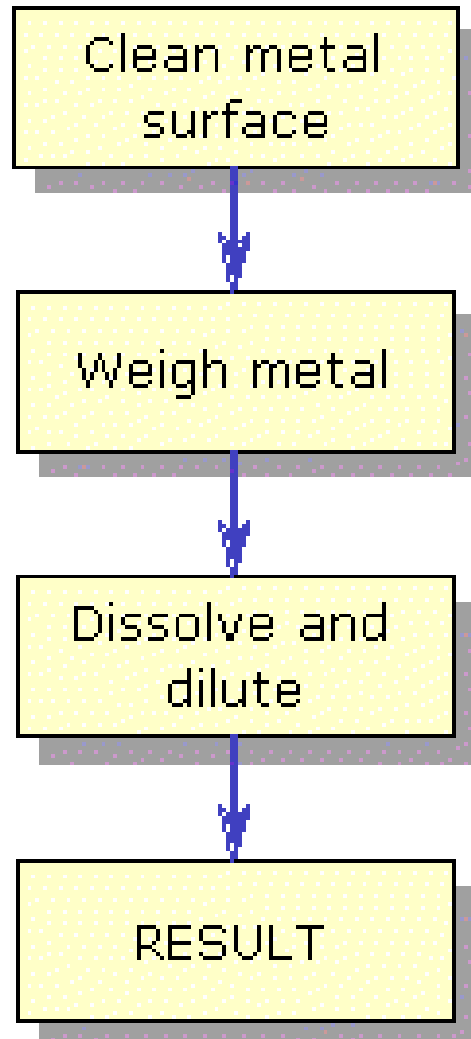 Clean metal
surface
Weigh metal
Dissolve and
dilute
RESULT